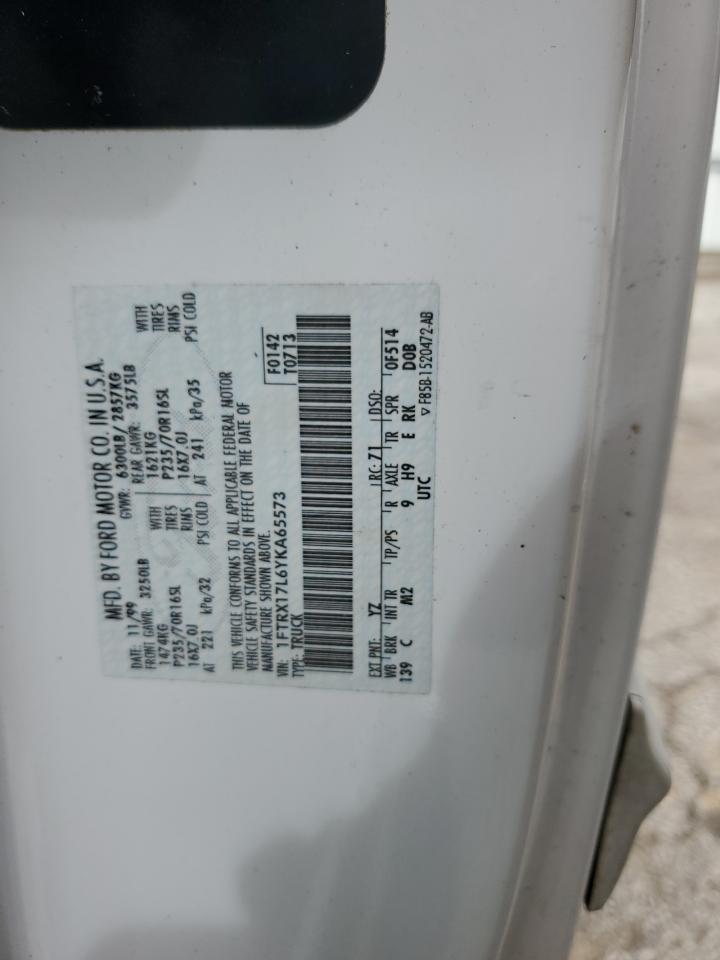 MFD. BY FORD MOTOR CO. IN U.S.A.
DATE: 11/99 GVWR: 6300LB/ 2857KG
FRONT GAWR: 3250LB REAR GAWR: 3575LB
1474KG WITH 1621KG WITH
P235/70R16SL TIRES P235/70R16SL TIRES
16X7.0J RIMS 16X7.0J RIMS
AT 221 kPa/32 PSI COLD AT 241 kPa/35 PSI COLD
THIS VEHICLE CONFORMS TO ALL APPLICABLE FEDERAL MOTOR
VEHICLE SAFETY STANDARDS IN EFFECT ON THE DATE OF
MANUFACTURE SHOWN ABOVE.
VIN: 1FTRX17L6YKA65573 F0142
TYPE: TRUCK T0713
EXT PNT: YZ RC: 71 DSO:
WB BRK INT TR TP/PS R AXLE TR SPR 0F514
139 C M2 9 H9 E RK D0B
UTC ▽ F85B-1520472-AB